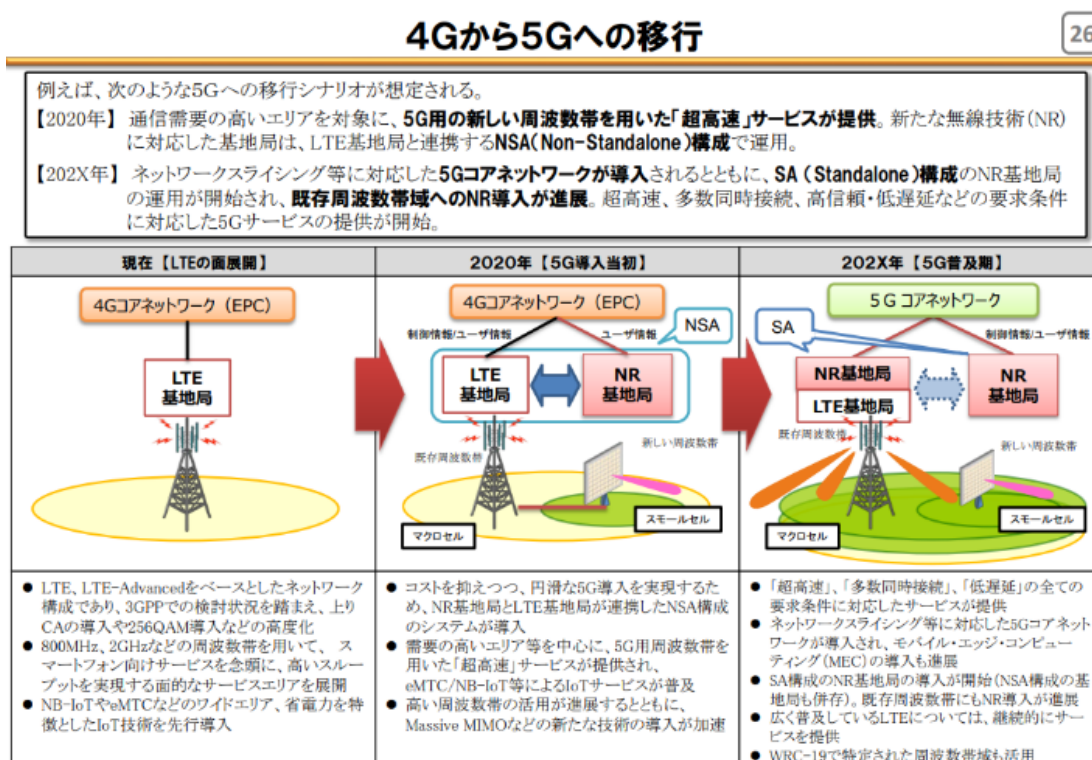 4Gから5Gへの移行
26
例えば、次のような5Gへの移行シナリオが想定される。
【2020年】 通信需要の高いエリアを対象に、5G用の新しい周波数帯を用いた「超高速」サービスが提供。新たな無線技術(NR)
に対応した基地局は、LTE基地局と連携するNSA(Non-Standalone)構成で運用。
【202X年】 ネットワークスライシング等に対応した5Gコアネットワークが導入されるとともに、SA（Standalone）構成のNR基地局
の運用が開始され、既存周波数帯域へのNR導入が進展。超高速、多数同時接続、高信頼・低遅延などの要求条件
に対応した5Gサービスの提供が開始。
現在【LTEの面展開】
4Gコアネットワーク（EPC）
LTE
基地局
2020年【5G導入当初】
4Gコアネットワーク（EPC）
制御情報/ユーザ情報
ユーザ情報
NSA
LTE
基地局
NR
基地局
既存周波数帯
新しい周波数帯
マクロセル
スモールセル
202X年【5G普及期】
5Gコアネットワーク
SA
制御情報/ユーザ情報
NR基地局
LTE基地局
NR
基地局
既存周波数帯
新しい周波数帯
マクロセル
スモールセル
● LTE、LTE-Advancedをベースとしたネットワーク
構成であり、3GPPでの検討状況を踏まえ、上り
CAの導入や256QAM導入などの高度化
● 800MHz、2GHzなどの周波数帯を用いて、 ス
マートフォン向けサービスを念頭に、高いスルー
プットを実現する面的なサービスエリアを展開
● NB-IoTやeMTCなどのワイドエリア、省電力を特
徴としたIoT技術を先行導入
● コストを抑えつつ、円滑な5G導入を実現するた
め、NR基地局とLTE基地局が連携したNSA構成
のシステムが導入
● 需要の高いエリア等を中心に、5G用周波数帯を
用いた「超高速」サービスが提供され、
eMTC/NB-IoT等によるIoTサービスが普及
● 高い周波数帯の活用が進展するとともに、
Massive MIMOなどの新たな技術の導入が加速
● 「超高速」、「多数同時接続」、「低遅延」の全ての
要求条件に対応したサービスが提供
● ネットワークスライシング等に対応した5Gコアネット
ワークが導入され、モバイル・エッジ・コンピュー
ティング(MEC)の導入も進展
● SA構成のNR基地局の導入が開始(NSA構成の基
地局も併存)。既存周波数帯にもNR導入が進展
● 広く普及しているLTEについては、継続的にサー
ビスを提供
● WRC-19で特定された周波数帯域も活用